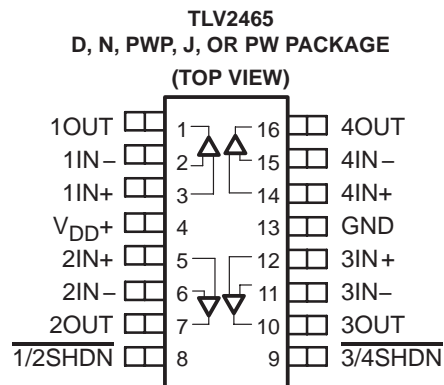 TLV2465
D, N, PWP, J, OR PW PACKAGE
(TOP VIEW)
1OUT 1 16 4OUT
1IN− 2 15 4IN−
1IN+ 3 14 4IN+
VDD+ 4 13 GND
2IN+ 5 12 3IN+
2IN− 6 11 3IN−
2OUT 7 10 3OUT
1/2SHDN 8 9 3/4SHDN